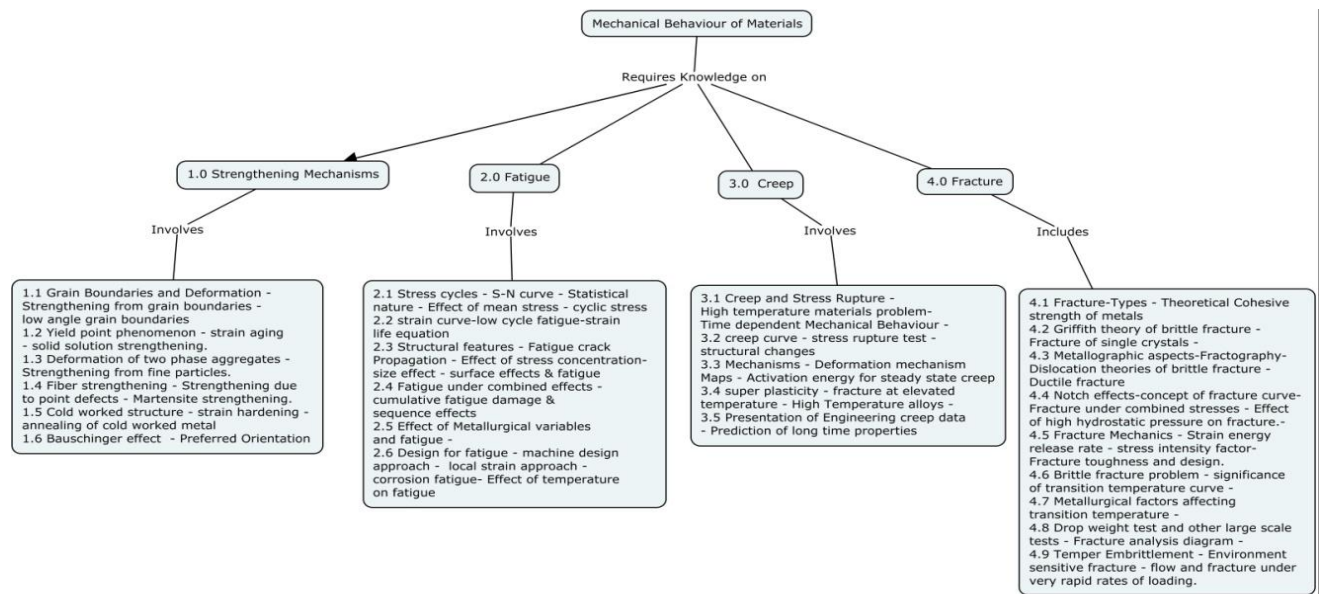 Mechanical Behaviour of Materials
Requires Knowledge on
1.0 Strengthening Mechanisms
2.0 Fatigue
3.0 Creep
4.0 Fracture
Involves
Involves
Involves
Includes
1.1 Grain Boundaries and Deformation -
Strengthening from grain boundaries -
low angle grain boundaries
1.2 Yield point phenomenon - strain aging
- solid solution strengthening.
1.3 Deformation of two phase aggregates -
Strengthening from fine particles.
1.4 Fiber strengthening - Strengthening due
to point defects - Martensite strengthening.
1.5 Cold worked structure - strain hardening -
annealing of cold worked metal
1.6 Bauschinger effect - Preferred Orientation
2.1 Stress cycles - S-N curve - Statistical
nature - Effect of mean stress - cyclic stress
2.2 strain curve-low cycle fatigue-strain
life equation
2.3 Structural features - Fatigue crack
Propagation - Effect of stress concentration-
size effect - surface effects & fatigue
2.4 Fatigue under combined effects -
cumulative fatigue damage &
sequence effects
2.5 Effect of Metallurgical variables
and fatigue -
2.6 Design for fatigue - machine design
approach - local strain approach -
corrosion fatigue- Effect of temperature
on fatigue
3.1 Creep and Stress Rupture -
High temperature materials problem-
Time dependent Mechanical Behaviour -
3.2 creep curve - stress rupture test -
structural changes
3.3 Mechanisms - Deformation mechanism
Maps - Activation energy for steady state creep
3.4 super plasticity - fracture at elevated
temperature - High Temperature alloys -
3.5 Presentation of Engineering creep data
- Prediction of long time properties
4.1 Fracture-Types - Theoretical Cohesive
strength of metals
4.2 Griffith theory of brittle fracture -
Fracture of single crystals -
4.3 Metallographic aspects-Fractography-
Dislocation theories of brittle fracture -
Ductile fracture
4.4 Notch effects-concept of fracture curve-
Fracture under combined stresses - Effect
of high hydrostatic pressure on fracture.-
4.5 Fracture Mechanics - Strain energy
release rate - stress intensity factor-
Fracture toughness and design.
4.6 Brittle fracture problem - significance
of transition temperature curve -
4.7 Metallurgical factors affecting
transition temperature -
4.8 Drop weight test and other large scale
tests - Fracture analysis diagram -
4.9 Temper Embrittlement - Environment
sensitive fracture - flow and fracture under
very rapid rates of loading.